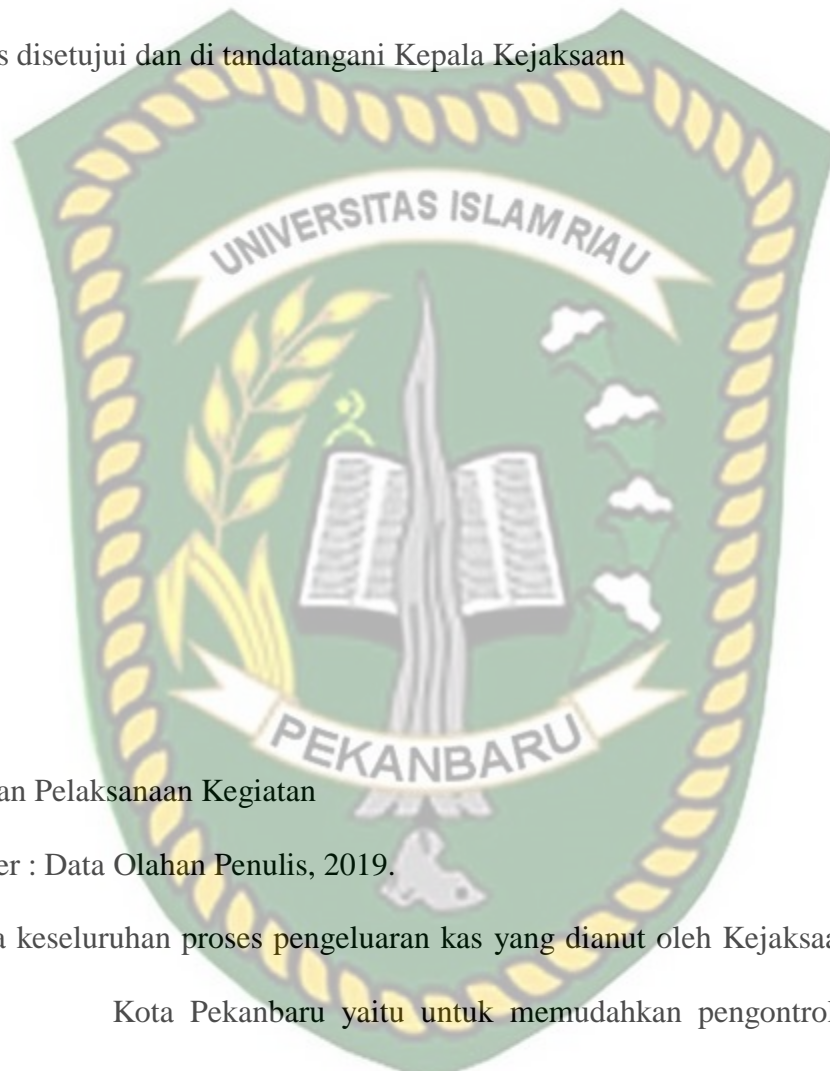 s disetujui dan di tandatangani Kepala Kejaksaan
UNIVERSITAS ISLAM RIAU
PEKANBARU
an Pelaksanaan Kegiatan
er : Data Olahan Penulis, 2019.
a keseluruhan proses pengeluaran kas yang dianut oleh Kejaksaa
Kota Pekanbaru yaitu untuk memudahkan pengontrol